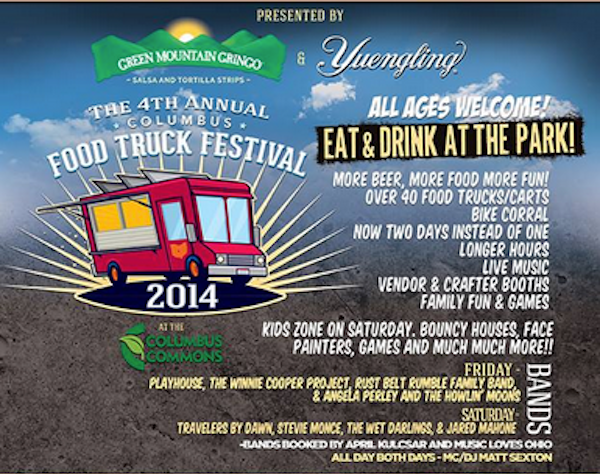 PRESENTED BY
GREEN MOUNTAIN GRINGO
- SALSA AND TORTILLA STRIPS -
&
Yuengling
THE 4TH ANNUAL
COLUMBUS
FOOD TRUCK FESTIVAL
2014
AT THE
COLUMBUS
COMMONS
ALL AGES WELCOME!
EAT & DRINK AT THE PARK!
MORE BEER, MORE FOOD MORE FUN!
OVER 40 FOOD TRUCKS/CARTS
BIKE CORRAL
NOW TWO DAYS INSTEAD OF ONE
LONGER HOURS
LIVE MUSIC
VENDOR & CRAFTER BOOTHS
FAMILY FUN & GAMES
KIDS ZONE ON SATURDAY. BOUNCY HOUSES, FACE
PAINTERS, GAMES AND MUCH MUCH MORE!!
BANDS
FRIDAY -
PLAYHOUSE, THE WINNIE COOPER PROJECT, RUST BELT RUMBLE FAMILY BAND,
& ANGELA PERLEY AND THE HOWLIN' MOONS
SATURDAY-
TRAVELERS BY DAWN, STEVIE MONCE, THE WET DARLINGS, & JARED MAHONE
-BANDS BOOKED BY APRIL KULCSAR AND MUSIC LOVES OHIO
ALL DAY BOTH DAYS - MC/DJ MATT SEXTON